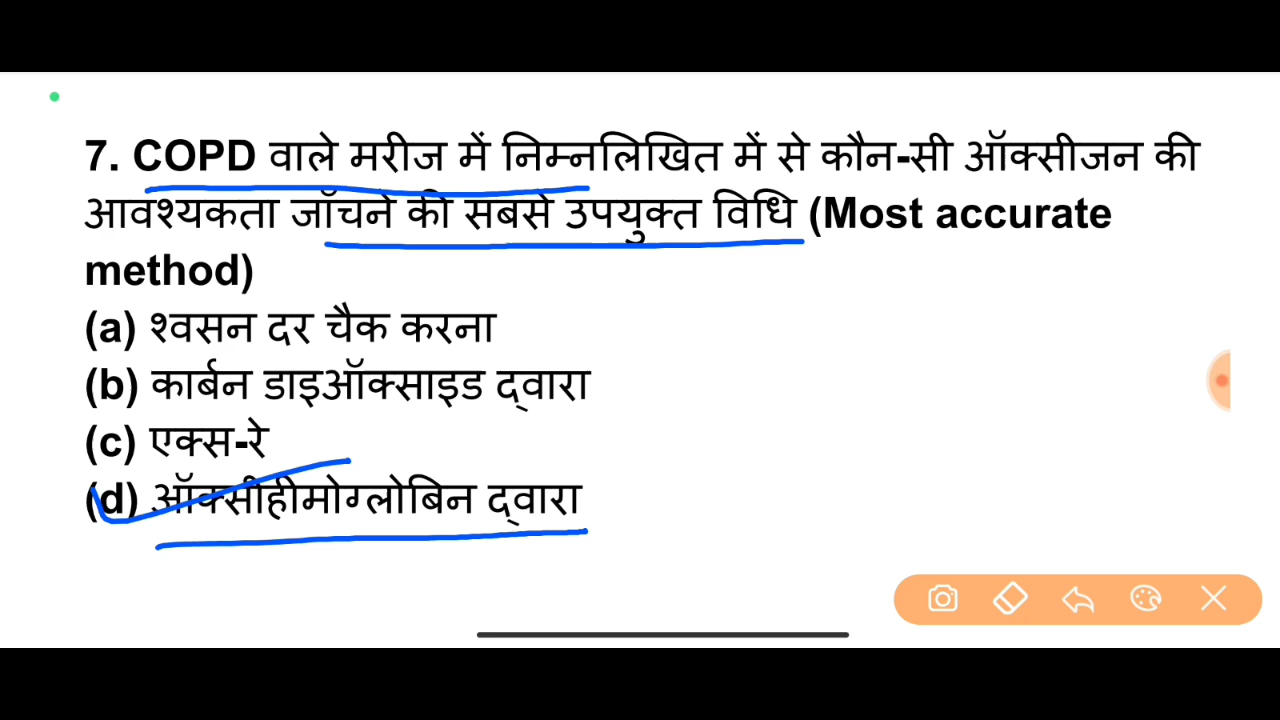 7. COPD वाले मरीज में निम्नलिखित में से कौन-सी ऑक्सीजन की
आवश्यकता जॉचने की सबसे उपयुक्त विधि (Most accurate
method)
(a) श्वसन दर चैक करना
(b) कार्बन डाइऑक्साइड द्वारा
(c) एक्स-रे
(d) ऑक्सीहीमोग्लोबिन द्वारा